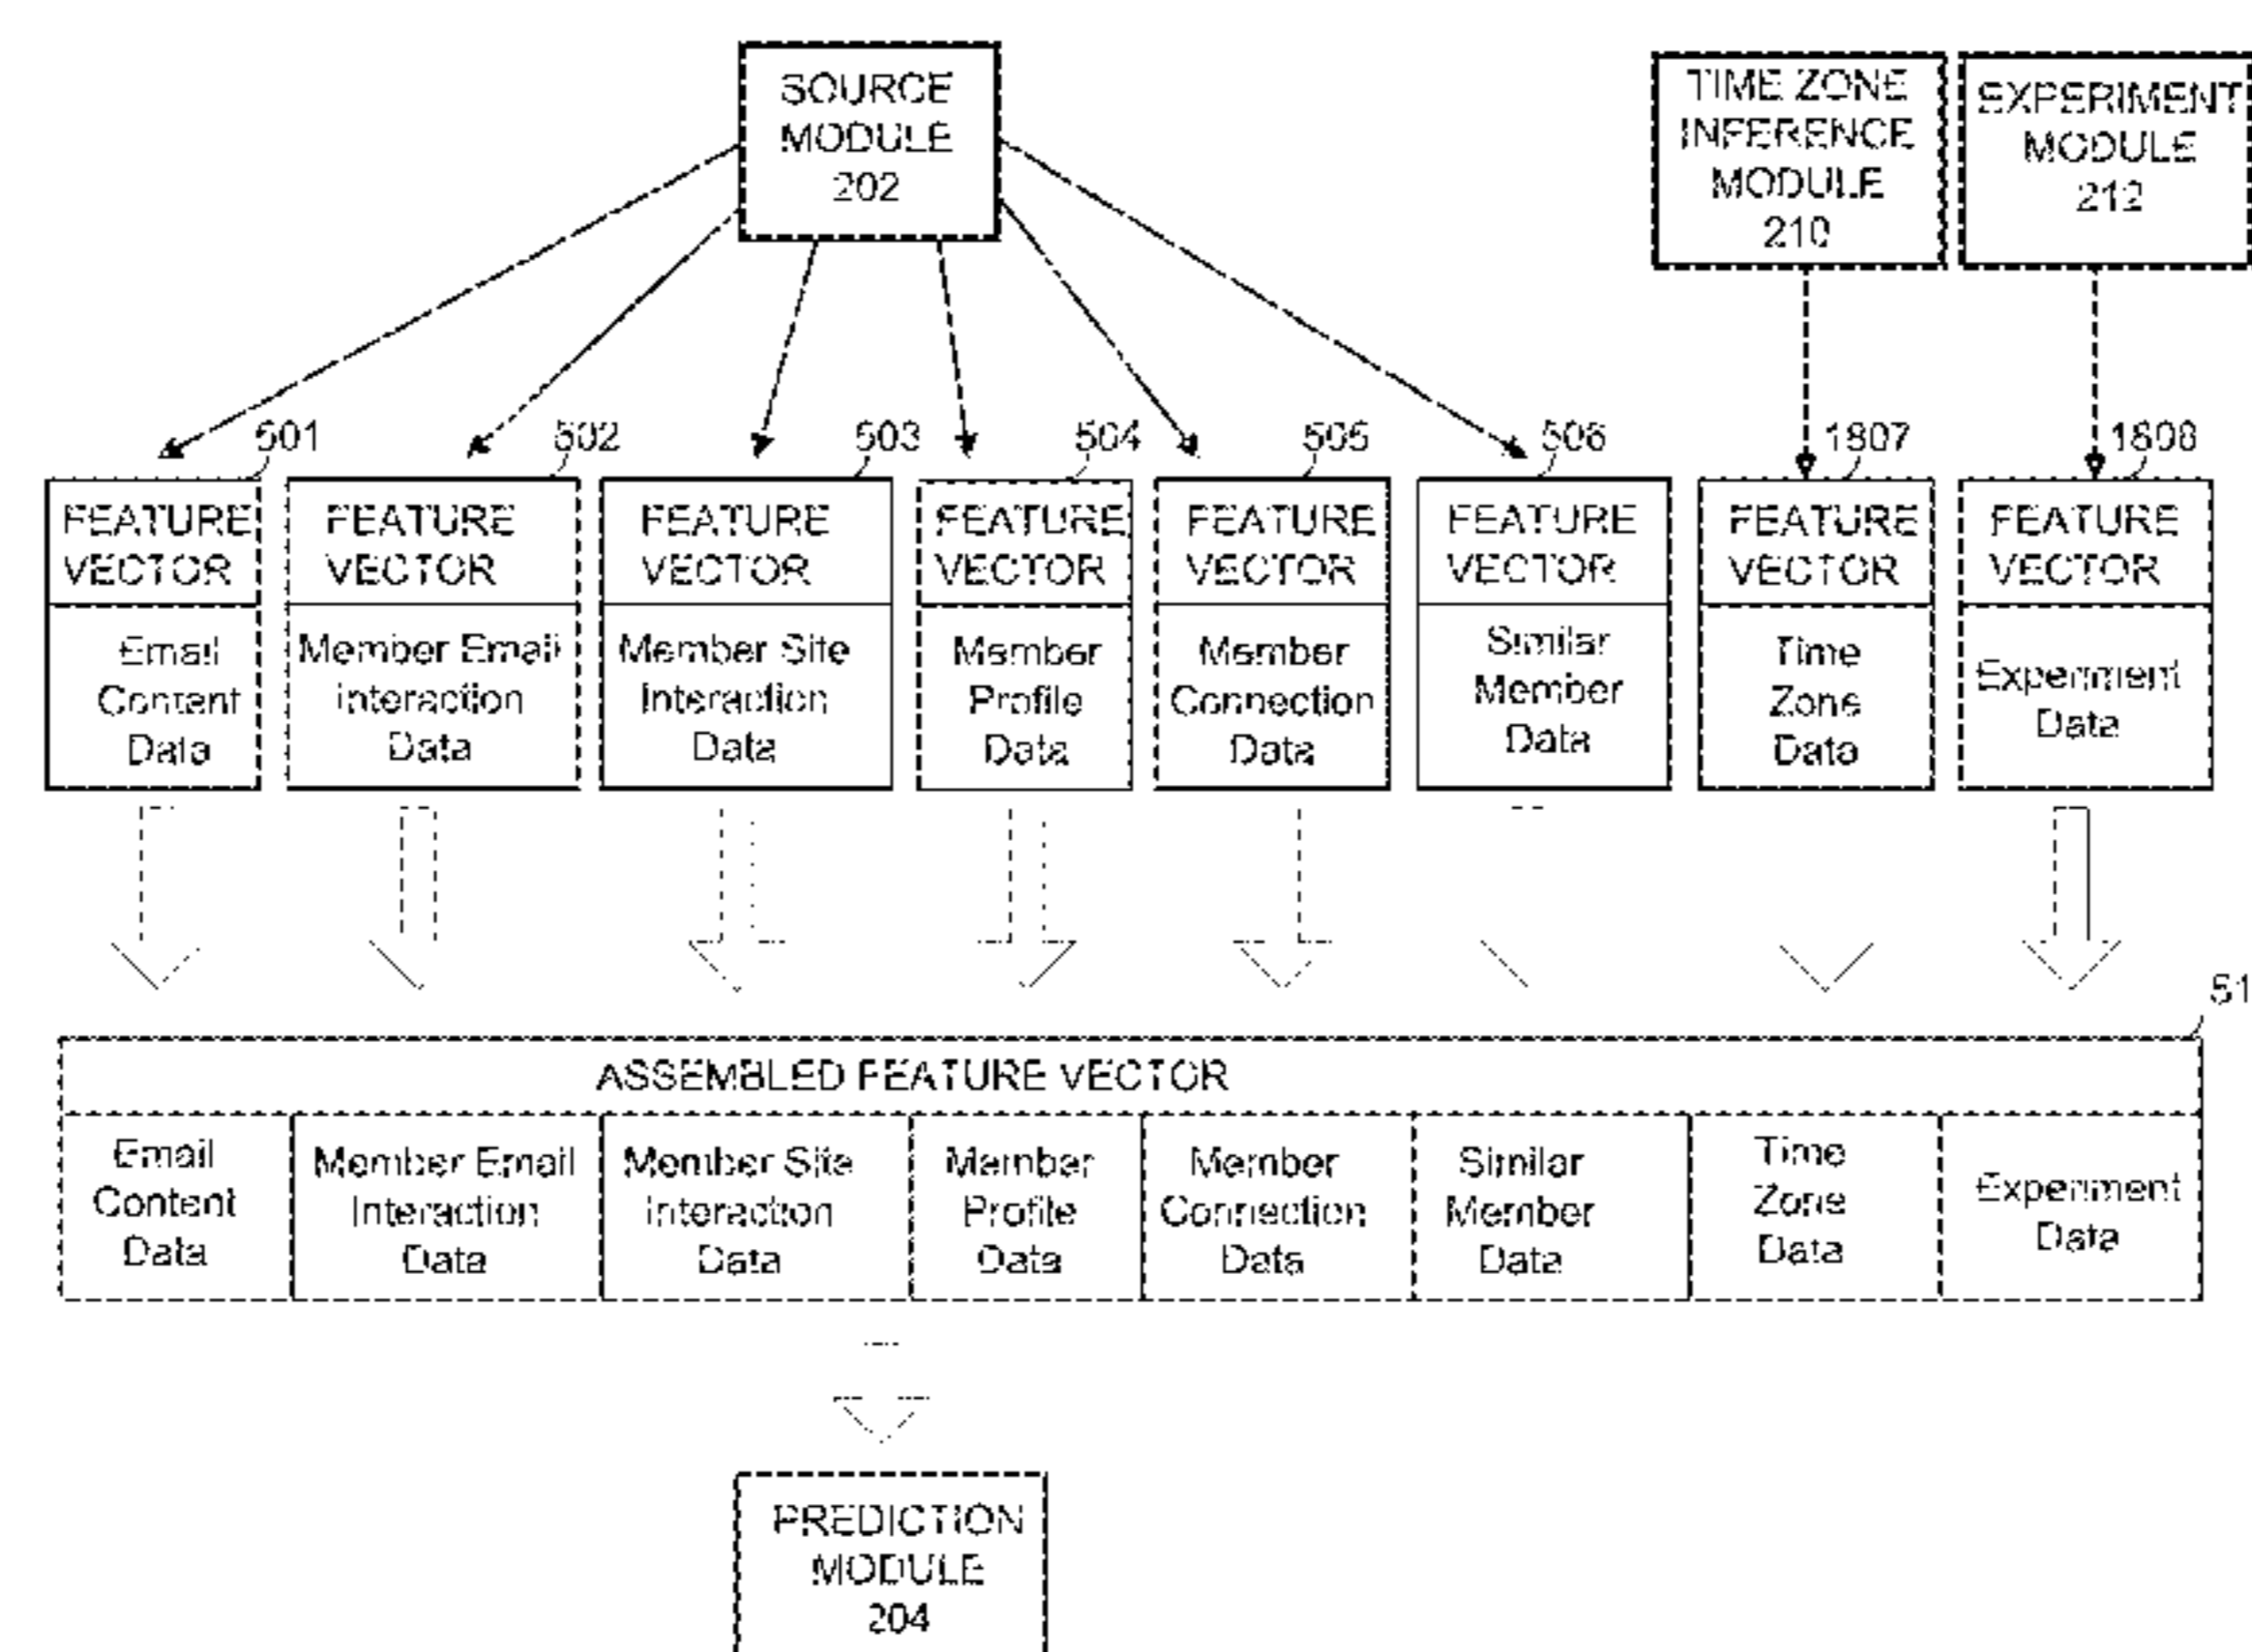 SOURCE
MODULE
202
TIME ZONE
INFERENCE
MODULE
210
EXPERIMENT
MODULE
212
501
502
503
504
505
506
1807
1808
FEATURE
VECTOR
Email
Content
Data
FEATURE
VECTOR
Member Email
Interaction
Data
FEATURE
VECTOR
Member Site
Interaction
Data
FEATURE
VECTOR
Member
Profile
Data
FEATURE
VECTOR
Member
Connection
Data
FEATURE
VECTOR
Similar
Member
Data
FEATURE
VECTOR
Time
Zone
Data
FEATURE
VECTOR
Experiment
Data
ASSEMBLED FEATURE VECTOR
Email
Content
Data
Member Email
Interaction
Data
Member Site
Interaction
Data
Member
Profile
Data
Member
Connection
Data
Similar
Member
Data
Time
Zone
Data
Experiment
Data
PREDICTION
MODULE
204